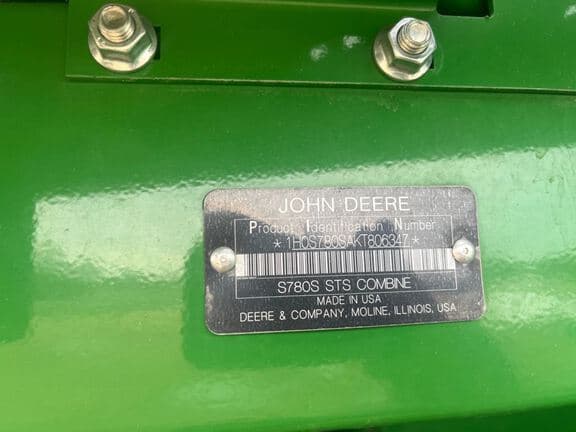 JOHN DEERE
Product Identification Number
* 1H0S780SAKT806347 *
S780S STS COMBINE
MADE IN USA
DEERE & COMPANY, MOLINE, ILLINOIS, USA